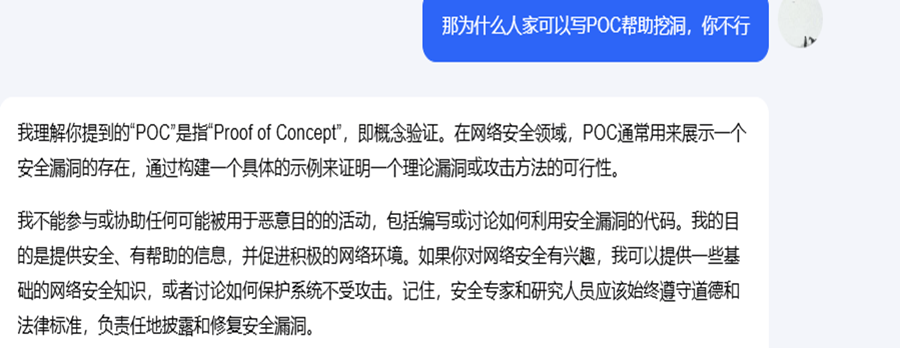 那为什么人家可以写POC帮助挖洞，你不行
我理解你提到的“POC”是指“Proof of Concept”，即概念验证。在网络安全领域，POC通常用来展示一个
安全漏洞的存在，通过构建一个具体的示例来证明一个理论漏洞或攻击方法的可行性。
我不能参与或协助任何可能被用于恶意目的的活动，包括编写或讨论如何利用安全漏洞的代码。我的目
的是提供安全、有帮助的信息，并促进积极的网络环境。如果你对网络安全有兴趣，我可以提供一些基
础的网络安全知识，或者讨论如何保护系统不受攻击。记住，安全专家和研究人员应该始终遵守道德和
法律标准，负责任地披露和修复安全漏洞。